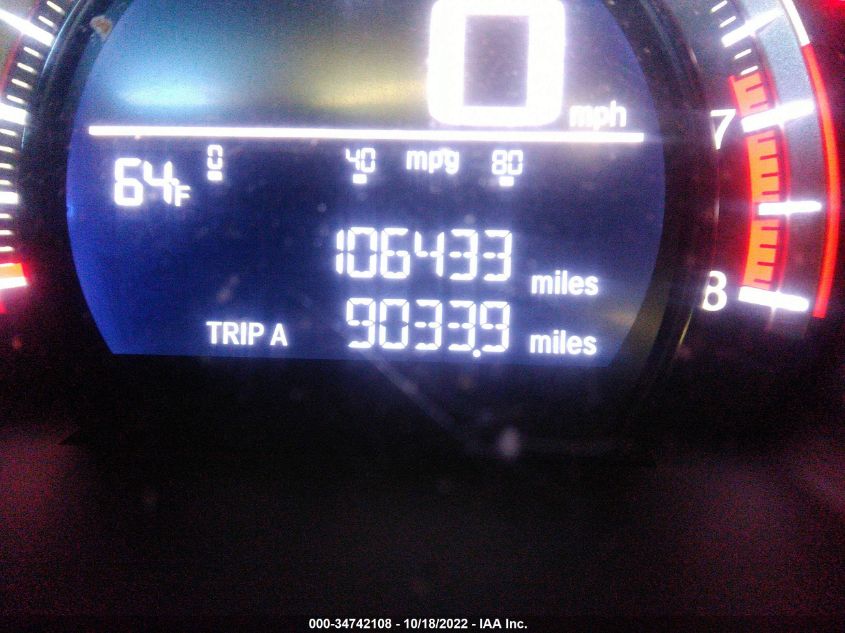 0
mph
7
64°F
0 40 mpg 80
106433 miles
8
TRIP A 9033.9 miles
000-34742108 - 10/18/2022 - IAA Inc.